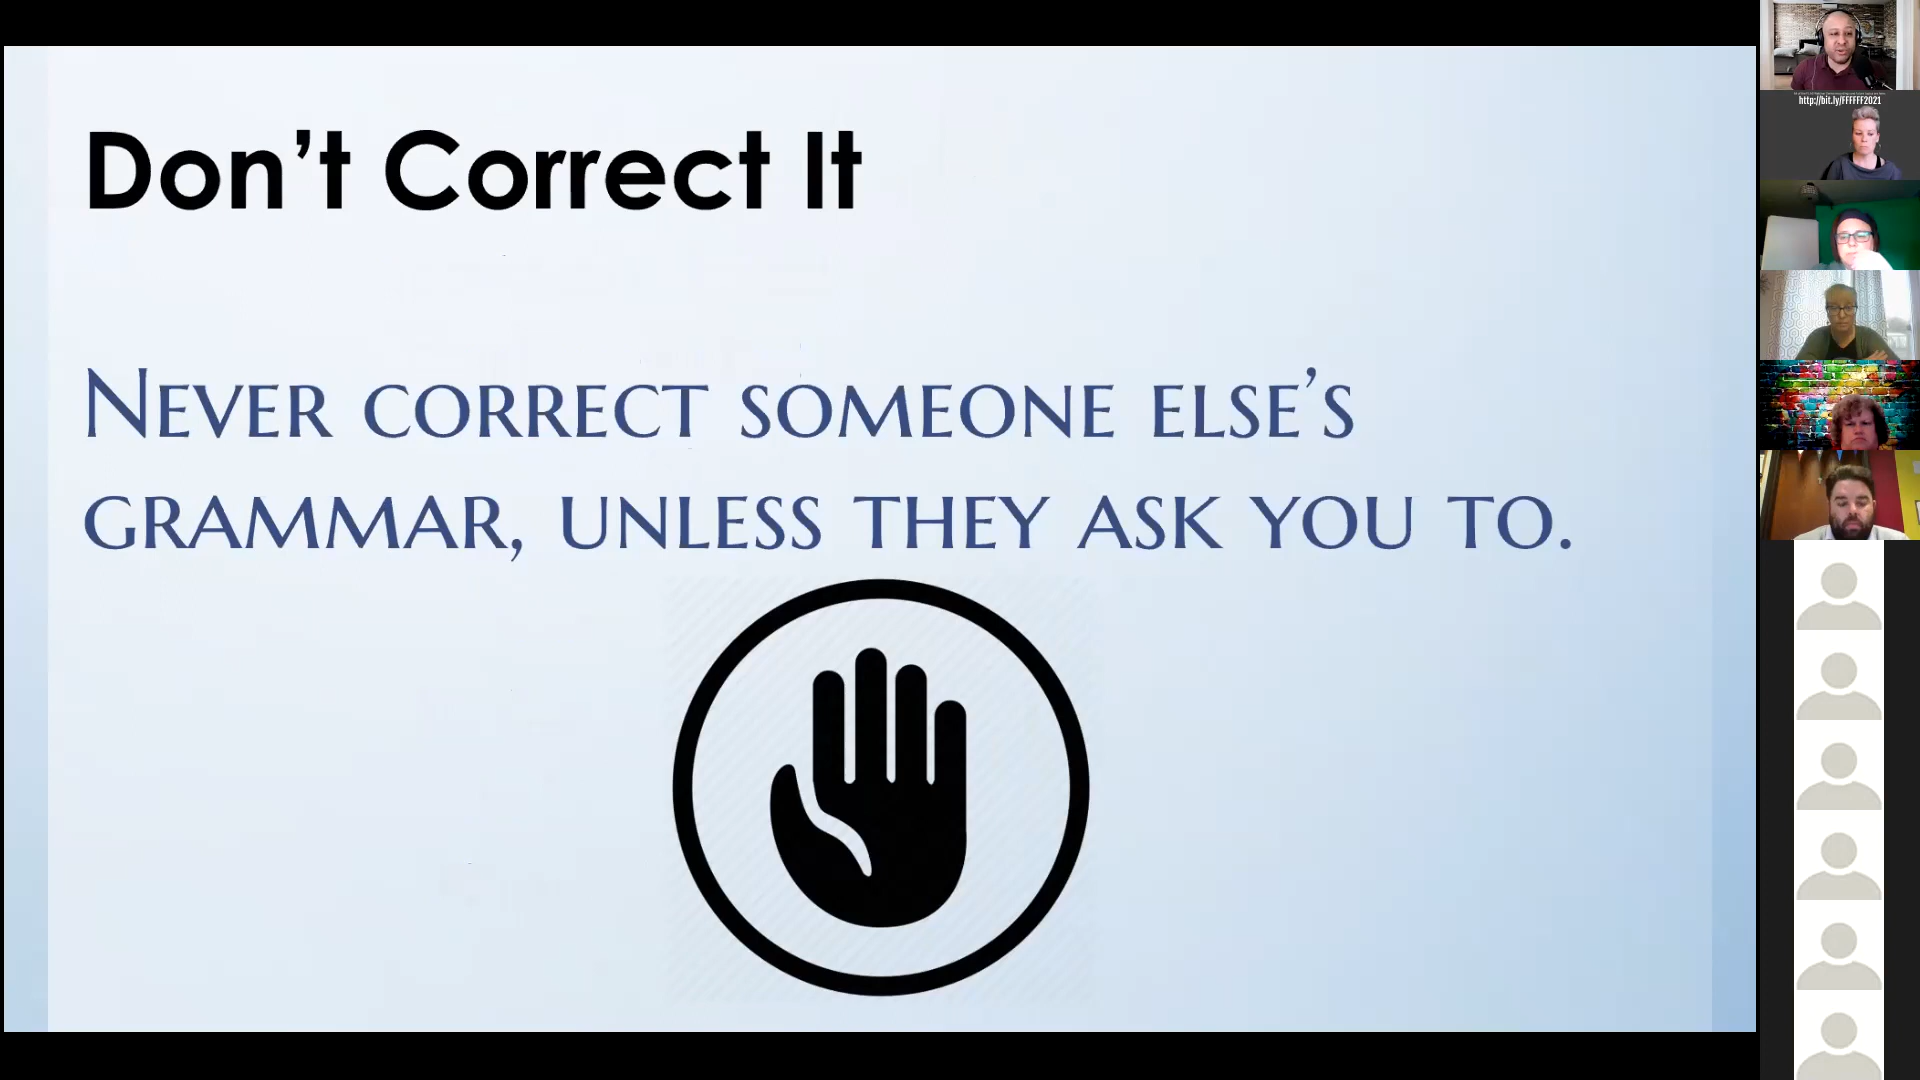 Don't Correct It
Never correct someone else's
grammar, unless they ask you to.
http://bit.ly/FFFFFF2021